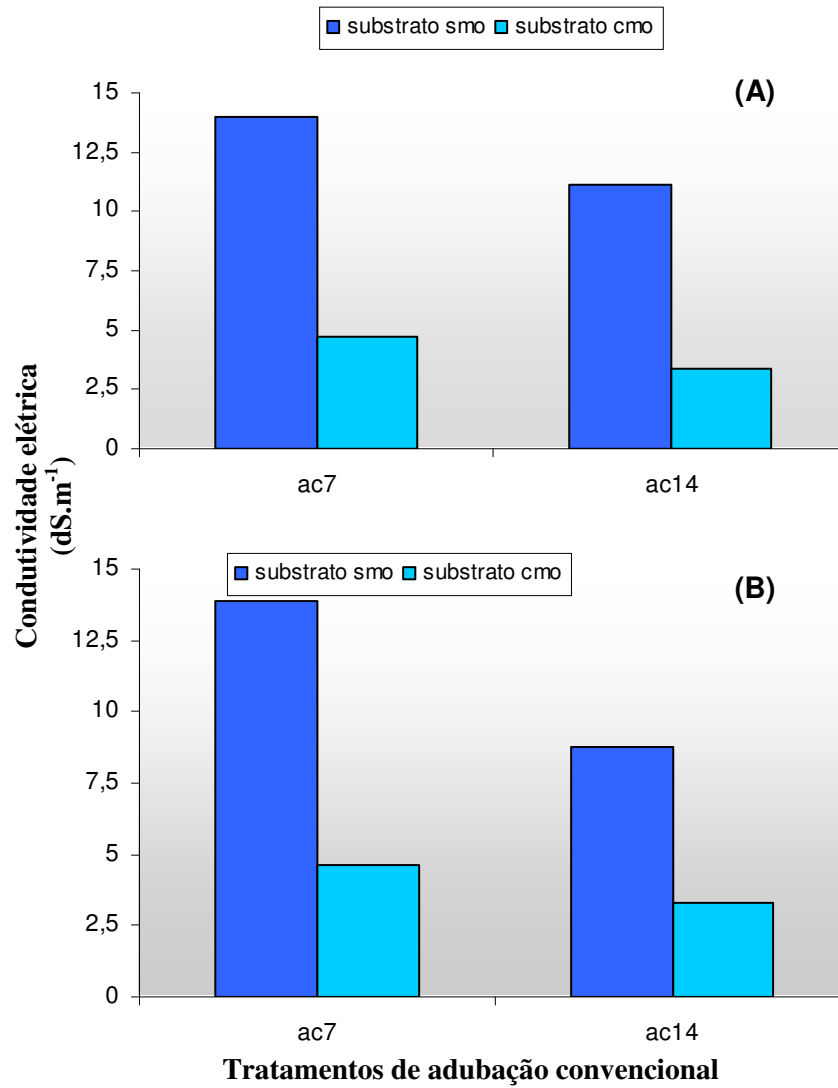 substrato smo substrato cmo
(A)
15
12,5
10
7,5
5
2,5
0
ac7 ac14
Condutividade elétrica
(dS.m-1)
substrato smo substrato cmo
(B)
15
12,5
10
7,5
5
2,5
0
ac7 ac14
Tratamentos de adubação convencional